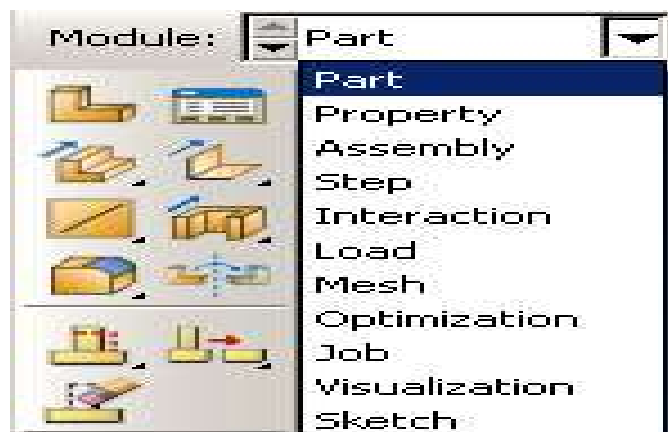 Module: Part
Part
Property
Assembly
Step
Interaction
Load
Mesh
Optimization
Job
Visualization
Sketch